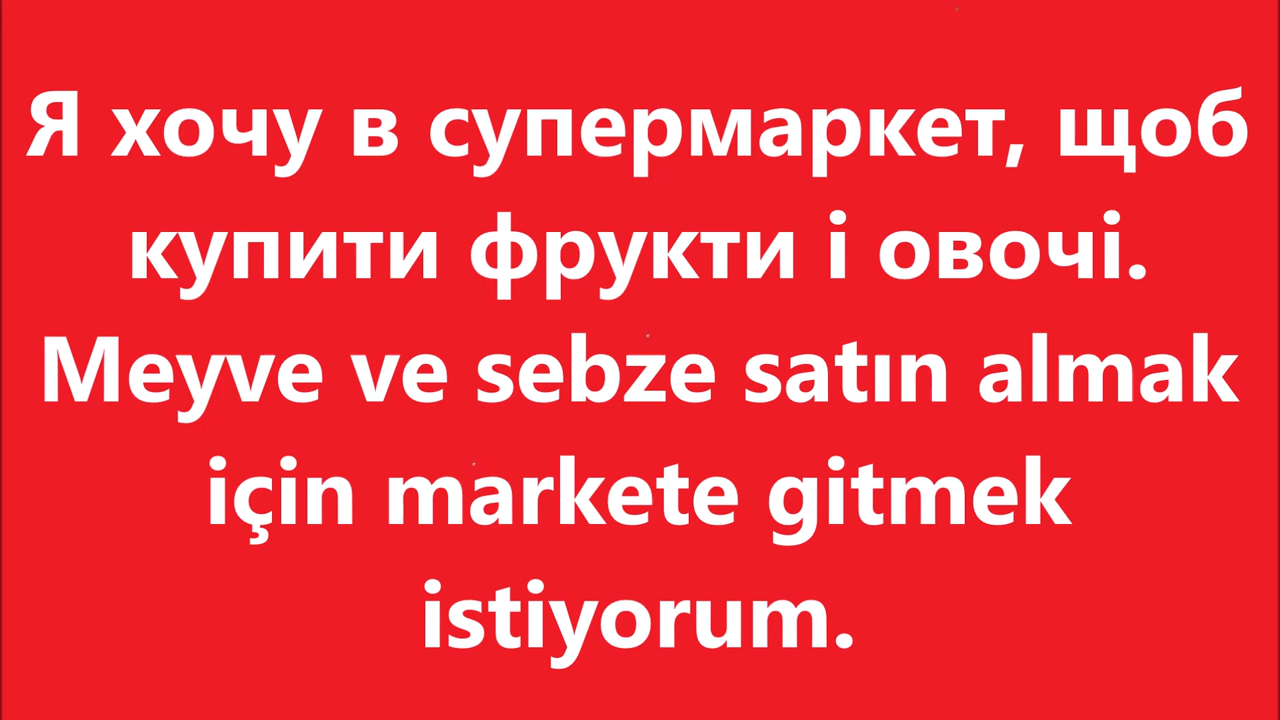 Я хочу в супермаркет, щоб
купити фрукти і овочі.
Meyve ve sebze satın almak
için markete gitmek
istiyorum.